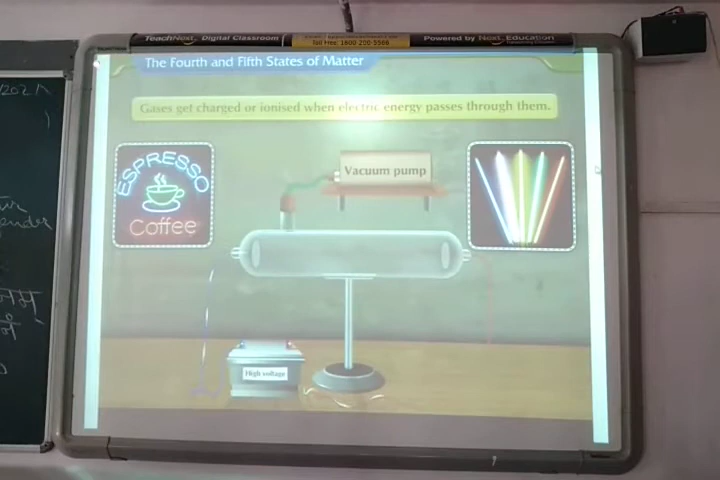 TeachNext Digital Classroom
Toll Free: 1800 200 5566
Powered by Next Education
The Fourth and Fifth States of Matter
Gases get charged or ionised when electric energy passes through them.
ESPRESSO
Coffee
Vacuum pump
High voltage